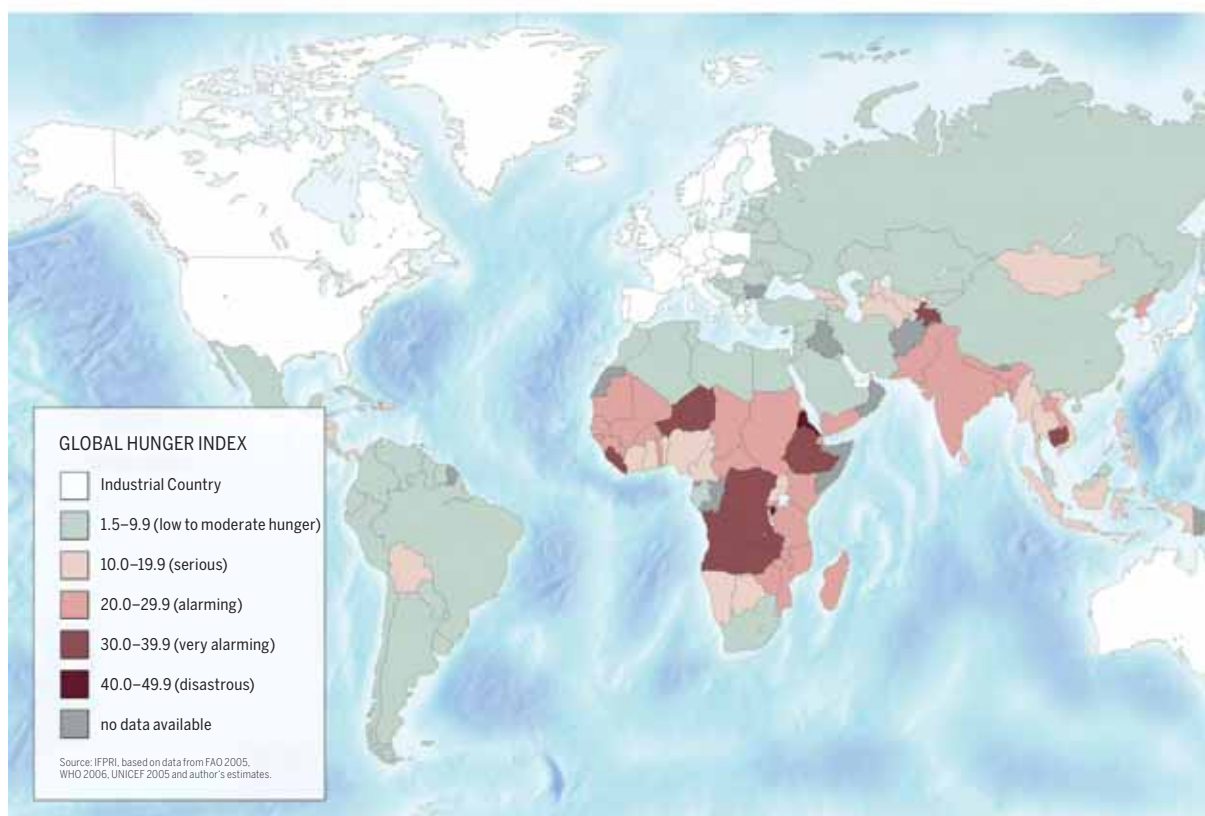 GLOBAL HUNGER INDEX
Industrial Country
1.5–9.9 (low to moderate hunger)
10.0–19.9 (serious)
20.0–29.9 (alarming)
30.0–39.9 (very alarming)
40.0–49.9 (disastrous)
no data available
Source: IFPRI, based on data from FAO 2005,
WHO 2006, UNICEF 2005 and author's estimates.